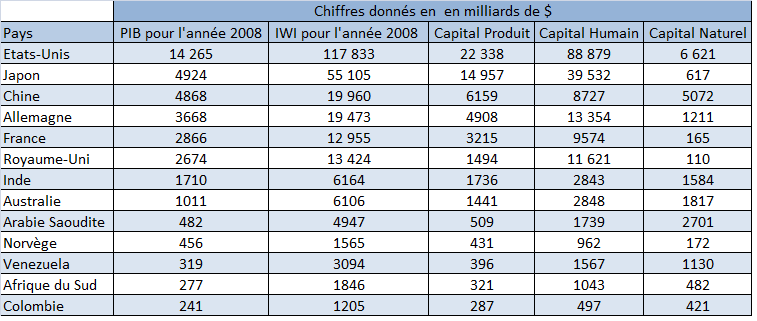 Chiffres donnés en en milliards de $
Pays PIB pour l'année 2008 IWI pour l'année 2008 Capital Produit Capital Humain Capital Naturel
Etats-Unis 14 265 117 833 22 338 88 879 6 621
Japon 4924 55 105 14 957 39 532 617
Chine 4868 19 960 6159 8727 5072
Allemagne 3668 19 473 4908 13 354 1211
France 2866 12 955 3215 9574 165
Royaume-Uni 2674 13 424 1494 11 621 110
Inde 1710 6164 1736 2843 1584
Australie 1011 6106 1441 2848 1817
Arabie Saoudite 482 4947 509 1739 2701
Norvège 456 1565 431 962 172
Venezuela 319 3094 396 1567 1130
Afrique du Sud 277 1846 321 1043 482
Colombie 241 1205 287 497 421